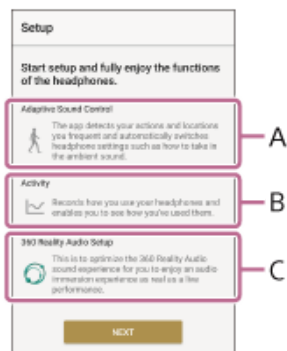 Setup
Start setup and fully enjoy the functions
of the headphones.
Adaptive Sound Control
The app detects your actions and locations
you frequent and automatically switches
headphone settings such as how to take in
the ambient sound.
A
Activity
Records how you use your headphones and
enables you to see how you've used them.
B
360 Reality Audio Setup
This is to optimize the 360 Reality Audio
sound experience for you to enjoy an audio
immersion experience as real as a live
performance.
C
NEXT